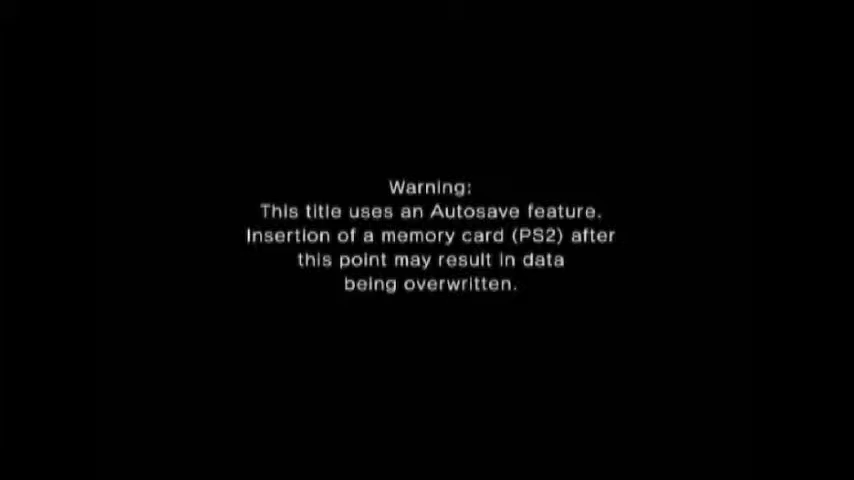 Warning:
This title uses an Autosave feature.
Insertion of a memory card (PS2) after
this point may result in data
being overwritten.